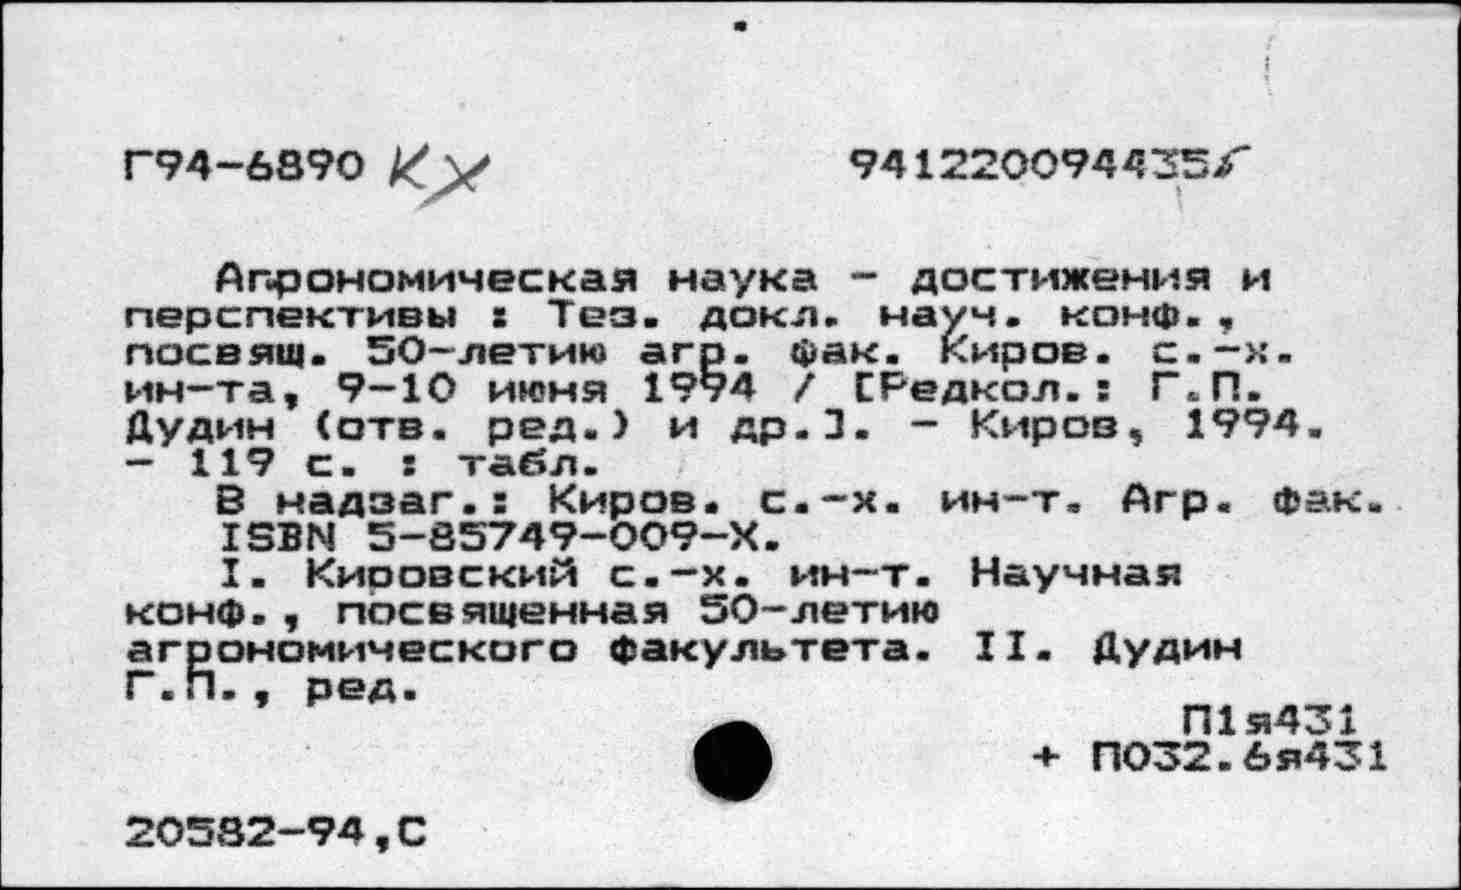 Г94-6890 КХ 941220094435Г
Агрономическая наука - достижения и
перспективы : Тез. докл. науч. конф.,
посвящ. 50-летию агр. фак. Киров. с.-х.
ин-та, 9-10 июня 1994 / [Редкол.: Г.П.
Дудин (отв. ред.) и др.]. - Киров, 1994.
- 119 с. : табл.
В надзаг.: Киров. с.-х. ин-т. Агр. фак.
ISBN 5-85749-009-X.
I. Кировский с.-х. ин-т. Научная
конф., посвященная 50-летию
агрономического факультета. II. Дудин
Г.П., ред.
П1я431
+ П032.6я431
20582-94,С